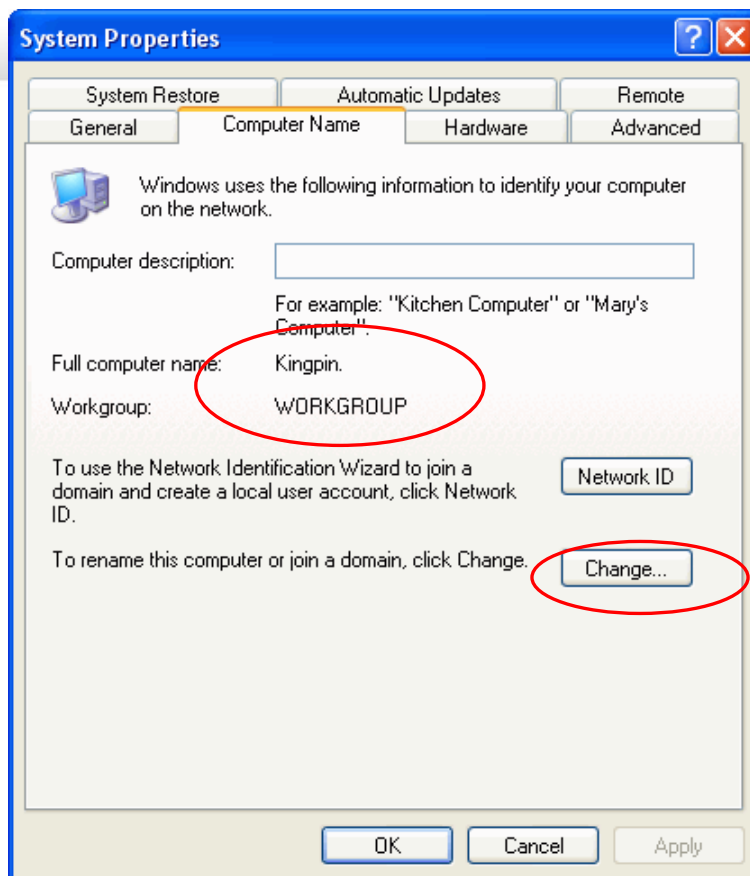 System Properties
System Restore Automatic Updates Remote
General Computer Name Hardware Advanced
Windows uses the following information to identify your computer
on the network.
Computer description:
For example: "Kitchen Computer" or "Mary's
Computer".
Full computer name: Kingpin.
Workgroup: WORKGROUP
To use the Network Identification Wizard to join a
domain and create a local user account, click Network
ID.
Network ID
To rename this computer or join a domain, click Change.
Change...
OK Cancel Apply